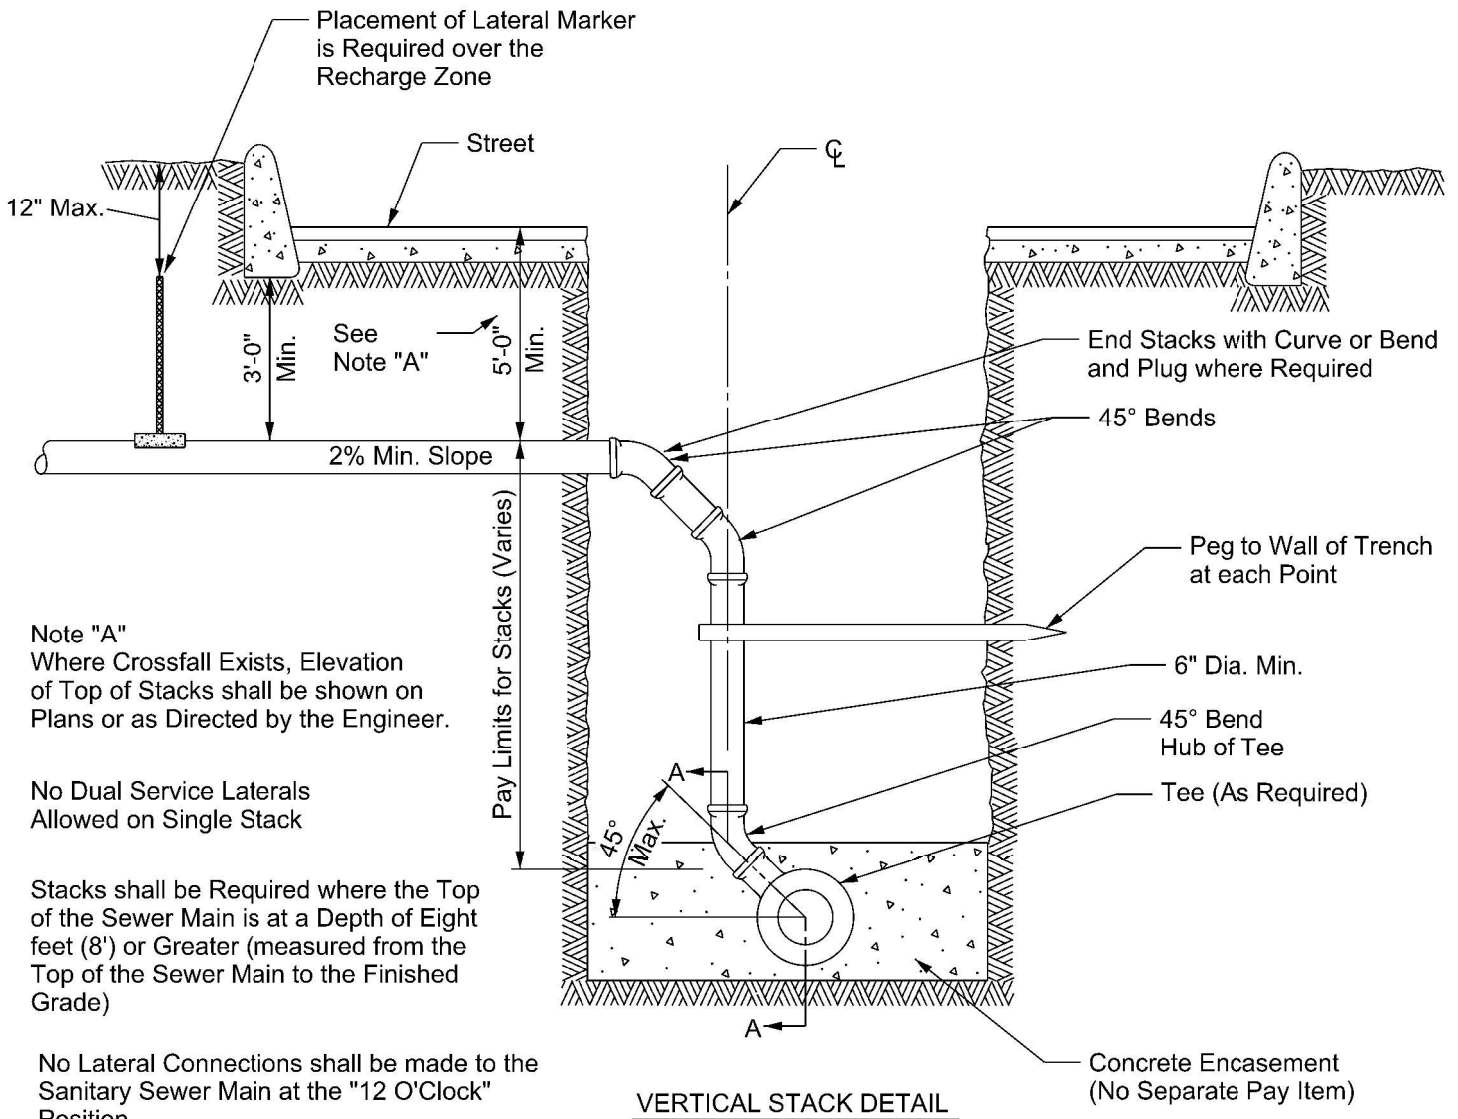 Placement of Lateral Marker
is Required over the
Recharge Zone
Street
℄
12" Max.
3'-0"
Min.
See
Note "A"
5'-0"
Min.
End Stacks with Curve or Bend
and Plug where Required
45° Bends
2% Min. Slope
Pay Limits for Stacks (Varies)
Peg to Wall of Trench
at each Point
Note "A"
Where Crossfall Exists, Elevation
of Top of Stacks shall be shown on
Plans or as Directed by the Engineer.
6" Dia. Min.
45° Bend
Hub of Tee
A
No Dual Service Laterals
Allowed on Single Stack
45°
Max.
Tee (As Required)
Stacks shall be Required where the Top
of the Sewer Main is at a Depth of Eight
feet (8') or Greater (measured from the
Top of the Sewer Main to the Finished
Grade)
A
No Lateral Connections shall be made to the
Sanitary Sewer Main at the "12 O'Clock"
Position
Concrete Encasement
(No Separate Pay Item)
VERTICAL STACK DETAIL